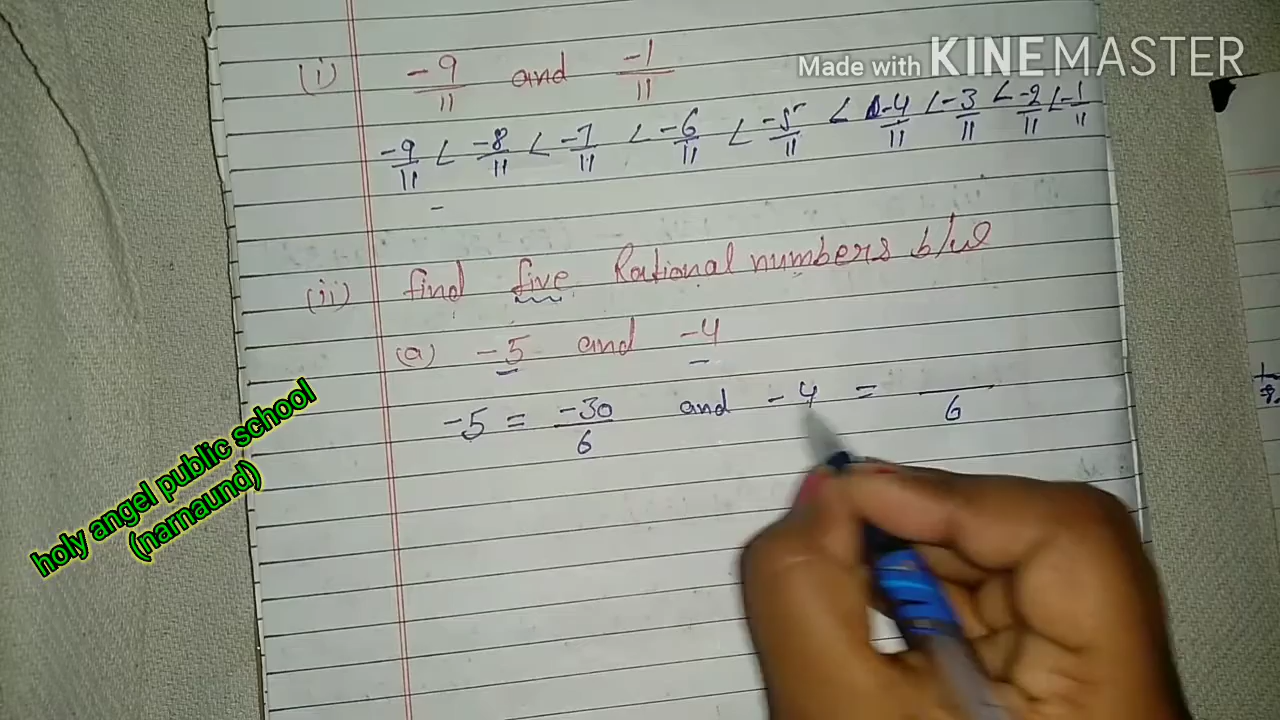 Made with KINEMASTER
(i) -9/11 and -1/11
-9/11 < -8/11 < -7/11 < -6/11 < -5/11 < -4/11 < -3/11 < -2/11 < -1/11
(ii) find five Rational numbers b/w
(a) -5 and -4
-5 = -30/6 and -4 = /6
holy angel public school
(narnaund)